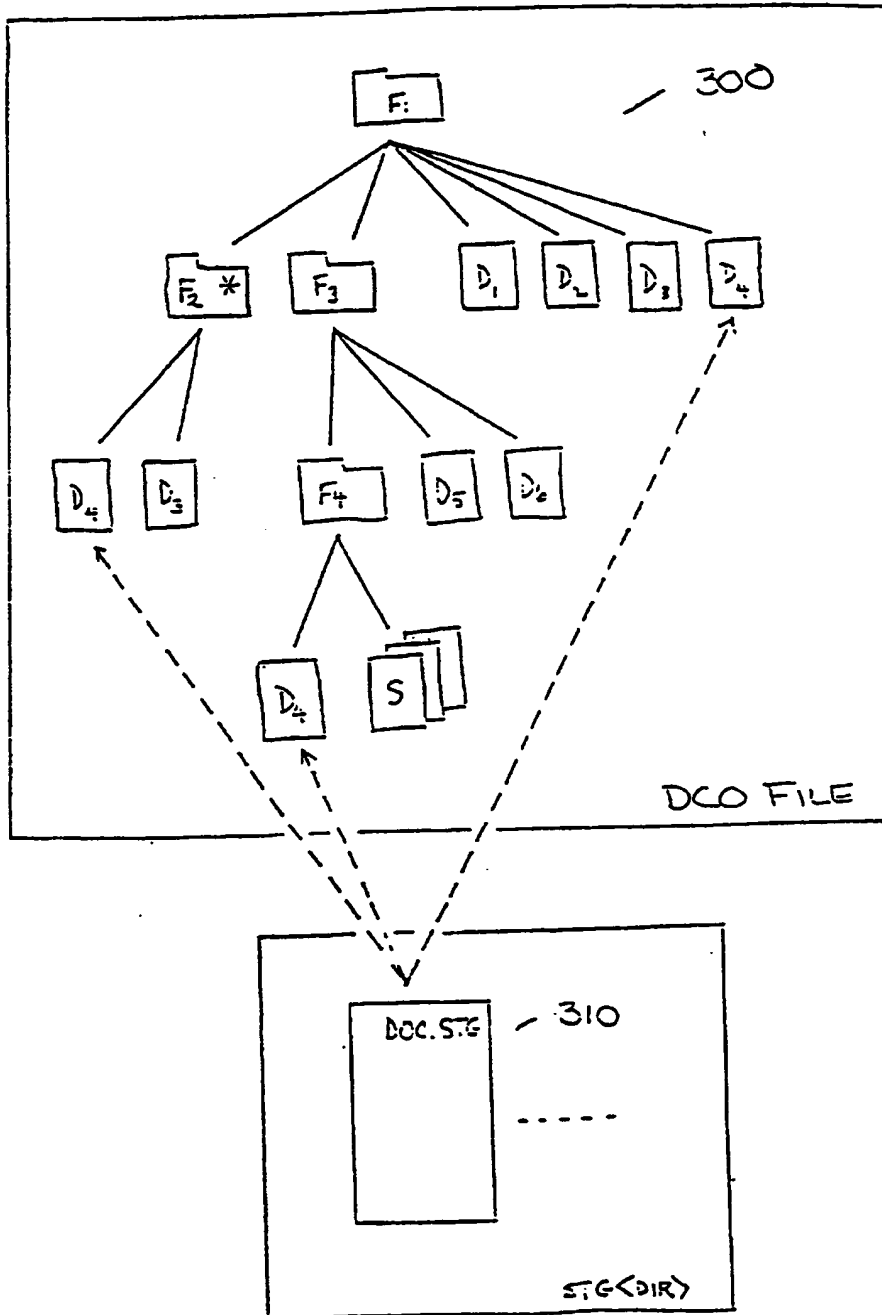 300
F1
F2 * F3 D1 D2 D3 D4
D4 D3 F4 D5 D6
D4 S
DCO FILE
DOC.STG 310
STG<DIR>